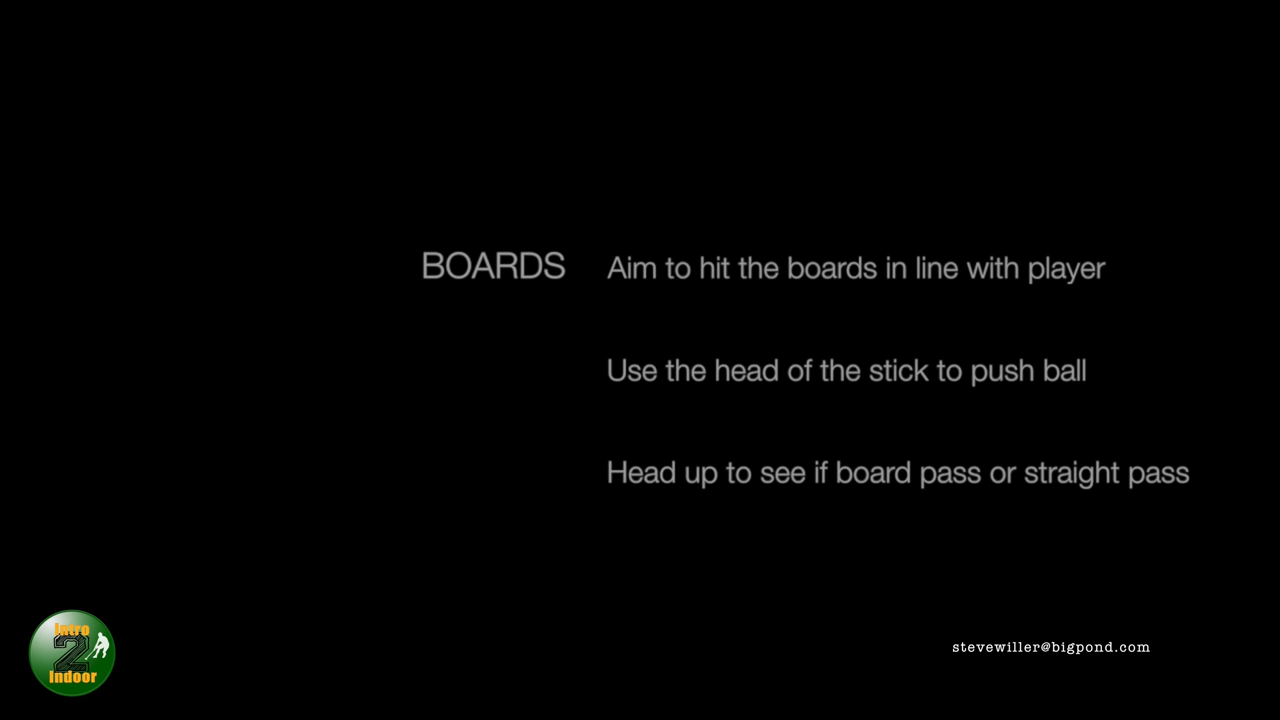 BOARDS Aim to hit the boards in line with player
Use the head of the stick to push ball
Head up to see if board pass or straight pass
Intro
2
Indoor
stevewiller@bigpond.com